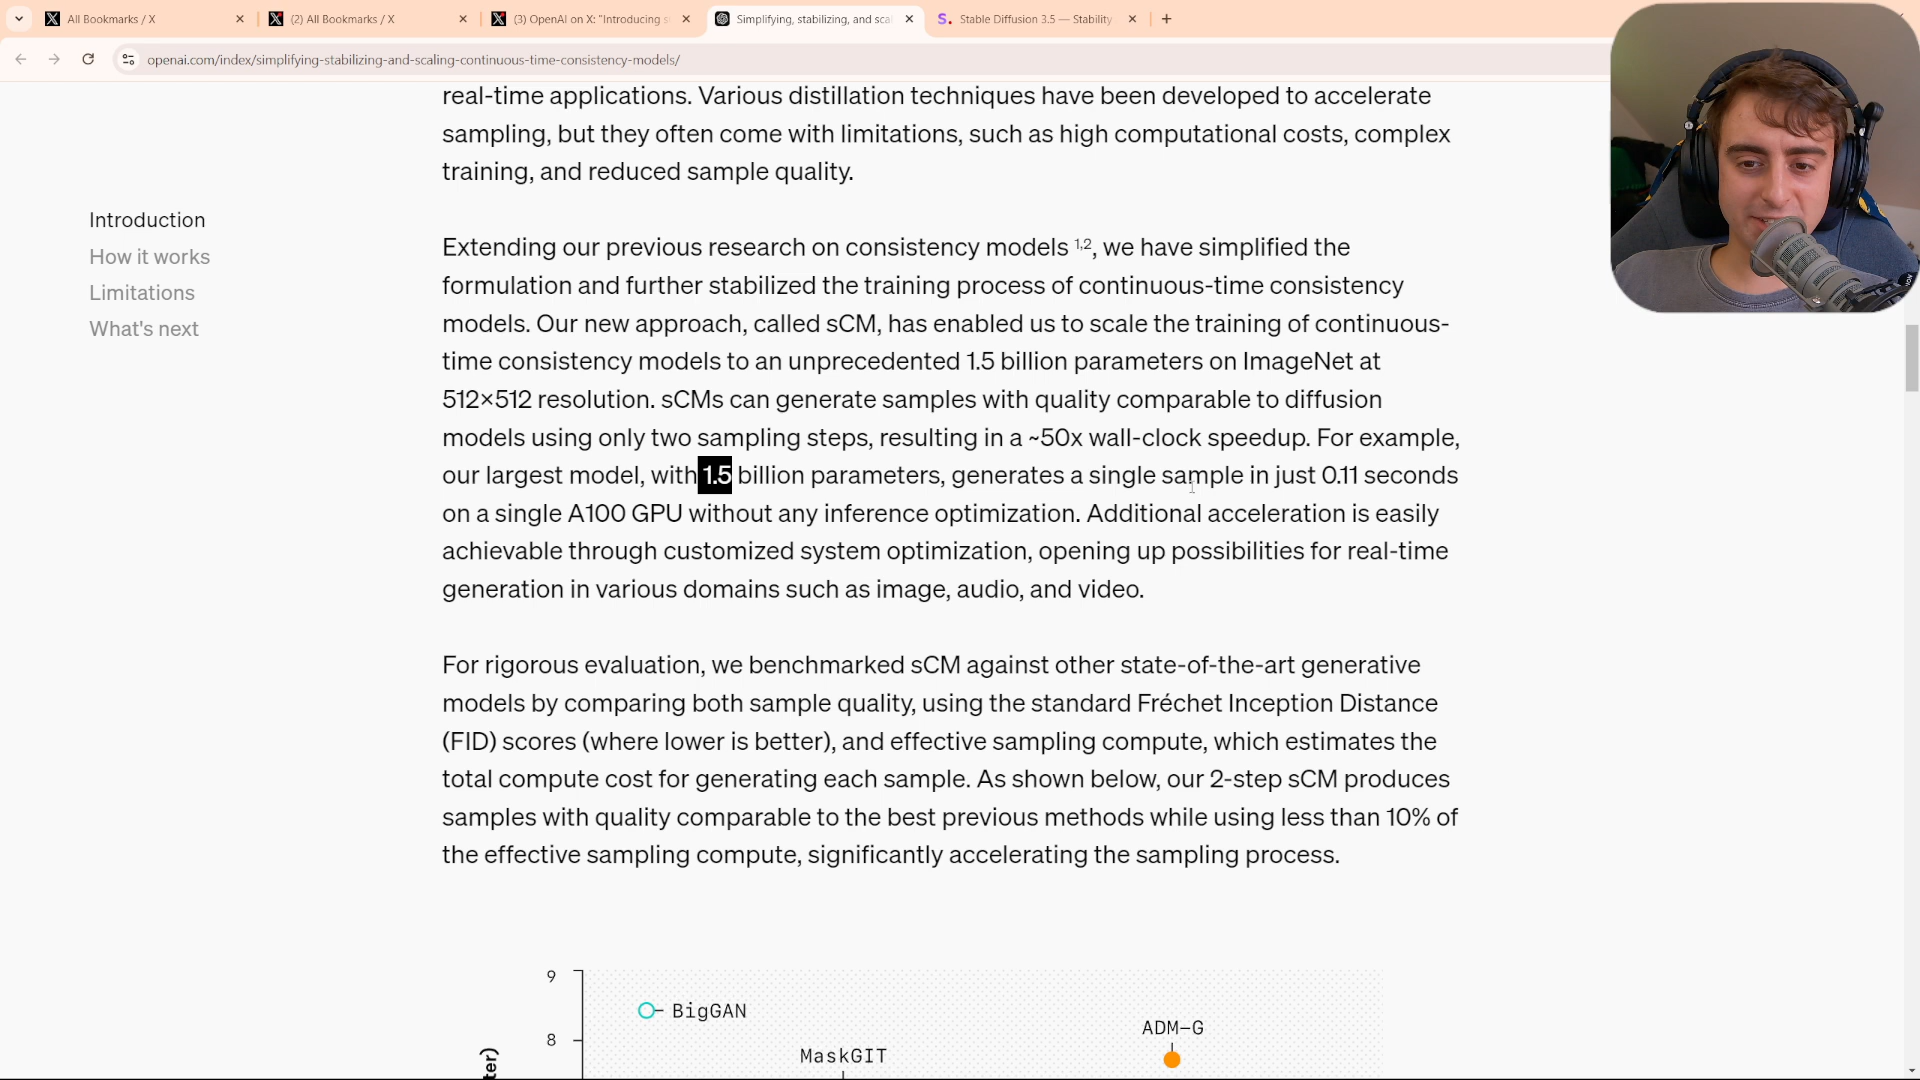 All Bookmarks / X
(2) All Bookmarks / X
(3) OpenAI on X: "Introducing s
Simplifying, stabilizing, and scal
S. Stable Diffusion 3.5 — Stability
openai.com/index/simplifying-stabilizing-and-scaling-continuous-time-consistency-models/
Introduction
How it works
Limitations
What's next
real-time applications. Various distillation techniques have been developed to accelerate
sampling, but they often come with limitations, such as high computational costs, complex
training, and reduced sample quality.
Extending our previous research on consistency models 1,2, we have simplified the
formulation and further stabilized the training process of continuous-time consistency
models. Our new approach, called sCM, has enabled us to scale the training of continuous-
time consistency models to an unprecedented 1.5 billion parameters on ImageNet at
512×512 resolution. sCMs can generate samples with quality comparable to diffusion
models using only two sampling steps, resulting in a ~50x wall-clock speedup. For example,
our largest model, with 1.5 billion parameters, generates a single sample in just 0.11 seconds
on a single A100 GPU without any inference optimization. Additional acceleration is easily
achievable through customized system optimization, opening up possibilities for real-time
generation in various domains such as image, audio, and video.
For rigorous evaluation, we benchmarked sCM against other state-of-the-art generative
models by comparing both sample quality, using the standard Fréchet Inception Distance
(FID) scores (where lower is better), and effective sampling compute, which estimates the
total compute cost for generating each sample. As shown below, our 2-step sCM produces
samples with quality comparable to the best previous methods while using less than 10% of
the effective sampling compute, significantly accelerating the sampling process.
9
BigGAN
ADM-G
8
MaskGIT